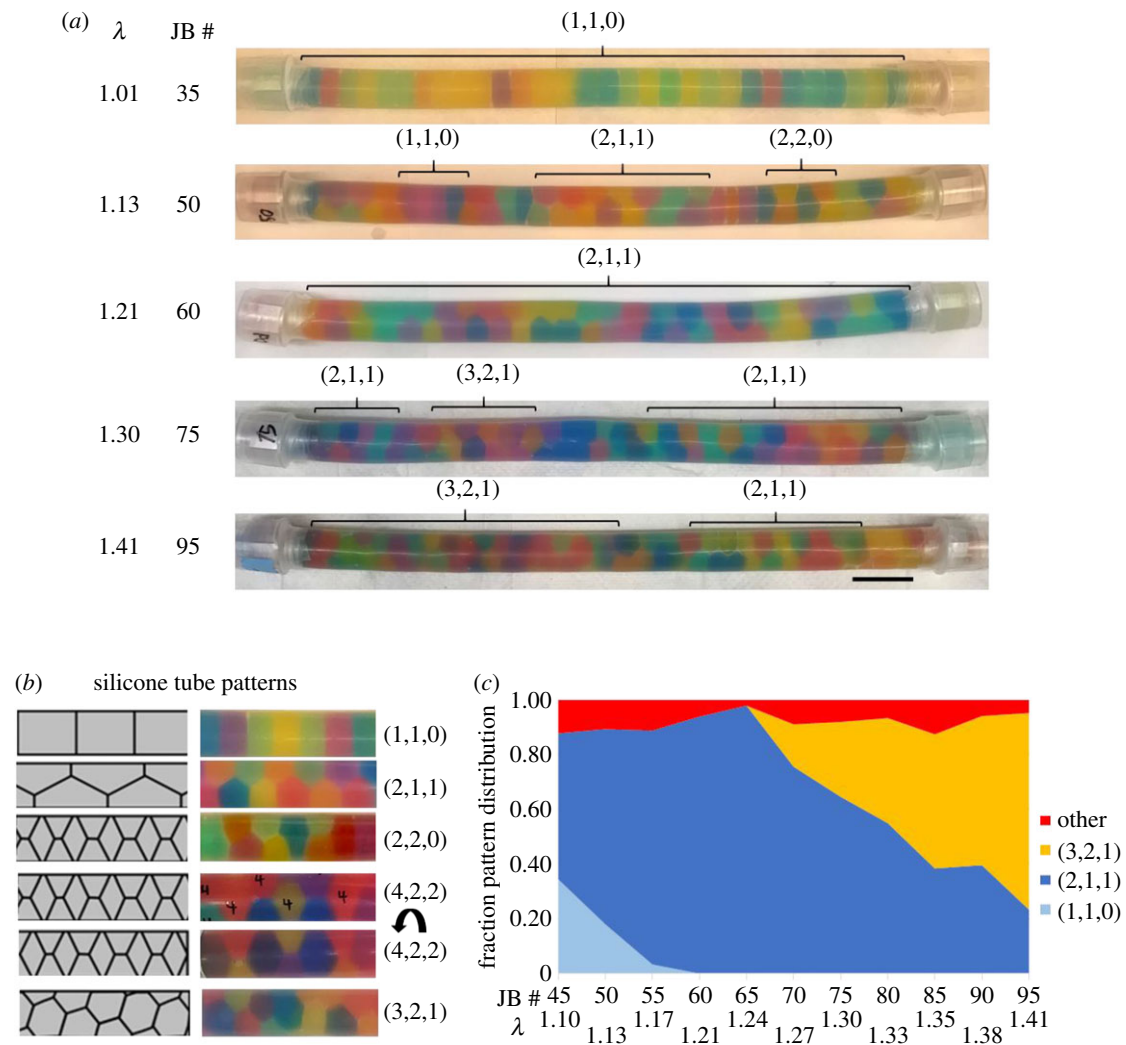 (a) λ JB #
(1,1,0)
1.01 35
(1,1,0) (2,1,1) (2,2,0)
1.13 50
50
(2,1,1)
1.21 60
(2,1,1) (3,2,1) (2,1,1)
1.30 75
75
(3,2,1) (2,1,1)
1.41 95
(b) silicone tube patterns
(1,1,0)
(2,1,1)
(2,2,0)
4 4 4 4
(4,2,2)
(4,2,2)
(3,2,1)
(c)
fraction pattern distribution
1.00
0.80
0.60
0.40
0.20
0
JB # 45 50 55 60 65 70 75 80 85 90 95
λ 1.10 1.13 1.17 1.21 1.24 1.27 1.30 1.33 1.35 1.38 1.41
other
(3,2,1)
(2,1,1)
(1,1,0)